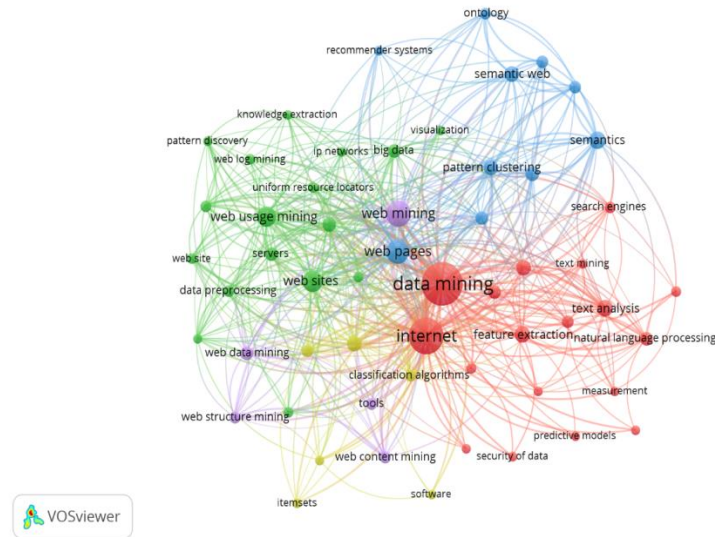 ontology
recommender systems
semantic web
knowledge extraction
visualization
pattern discovery
ip networks
big data
semantics
web log mining
pattern clustering
uniform resource locators
search engines
web usage mining
web mining
servers
web pages
web site
text mining
web sites
data mining
data preprocessing
text analysis
internet
feature extraction
natural language processing
web data mining
classification algorithms
measurement
tools
web structure mining
predictive models
web content mining
security of data
software
itemsets
VOSviewer